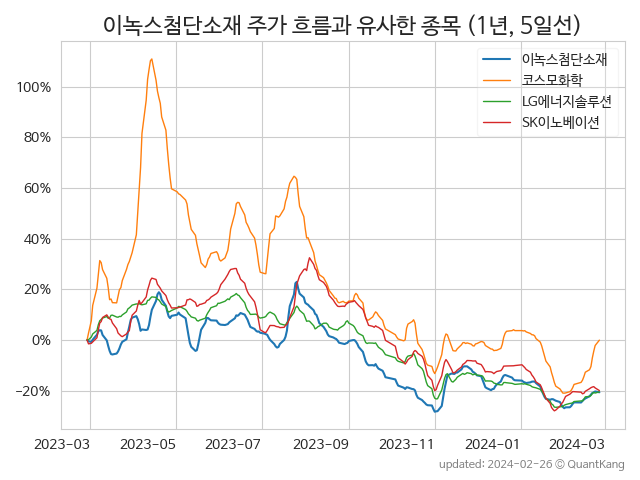 이녹스첨단소재 주가 흐름과 유사한 종목 (1년, 5일선)
이녹스첨단소재
코스모화학
LG에너지솔루션
SK이노베이션
100%
80%
60%
40%
20%
0%
−20%
2023-03 2023-05 2023-07 2023-09 2023-11 2024-01 2024-03
updated: 2024-02-26 © QuantKang